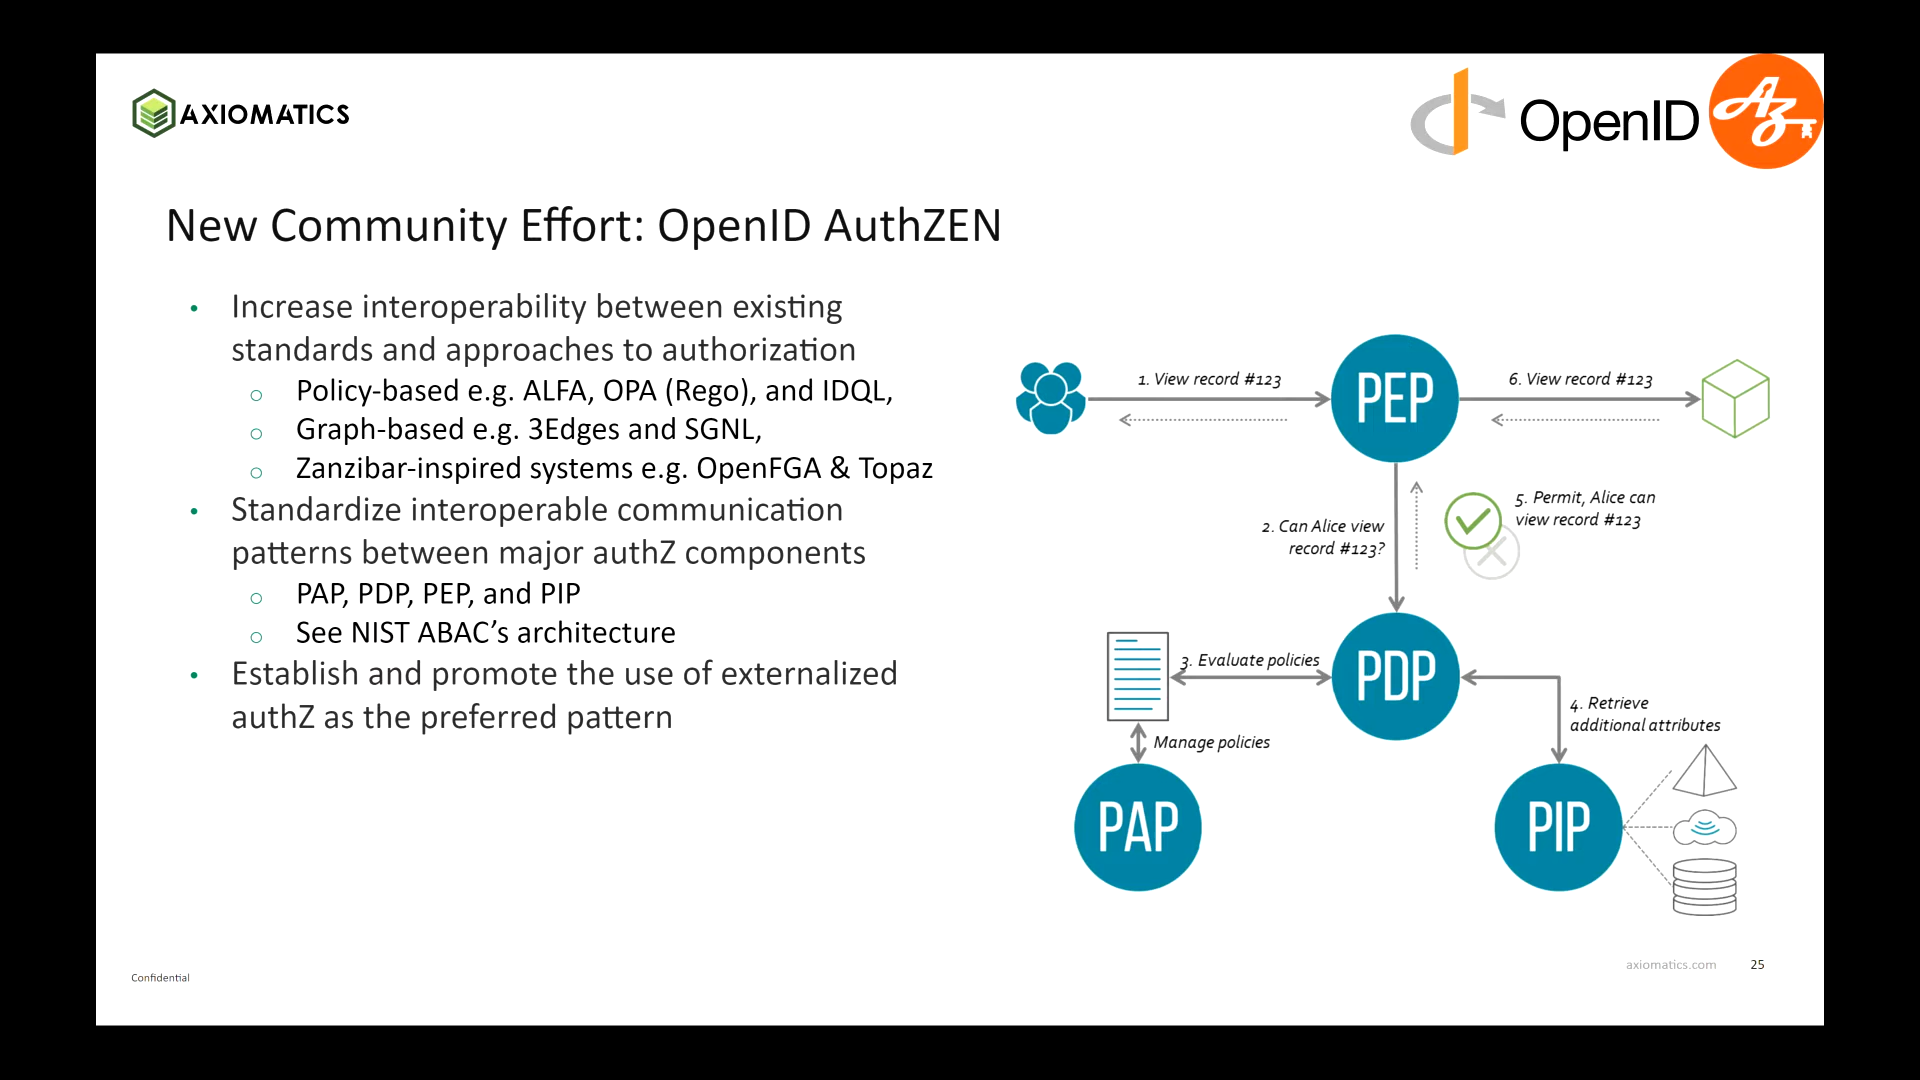 AXIOMATICS
OpenID
Az
New Community Effort: OpenID AuthZEN
• Increase interoperability between existing
standards and approaches to authorization
o Policy-based e.g. ALFA, OPA (Rego), and IDQL,
o Graph-based e.g. 3Edges and SGNL,
o Zanzibar-inspired systems e.g. OpenFGA & Topaz
• Standardize interoperable communication
patterns between major authZ components
o PAP, PDP, PEP, and PIP
o See NIST ABAC’s architecture
• Establish and promote the use of externalized
authZ as the preferred pattern
1. View record #123
PEP
6. View record #123
2. Can Alice view
record #123?
5. Permit, Alice can
view record #123
3. Evaluate policies
PDP
4. Retrieve
additional attributes
Manage policies
PAP
PIP
Confidential
axiomatics.com
25